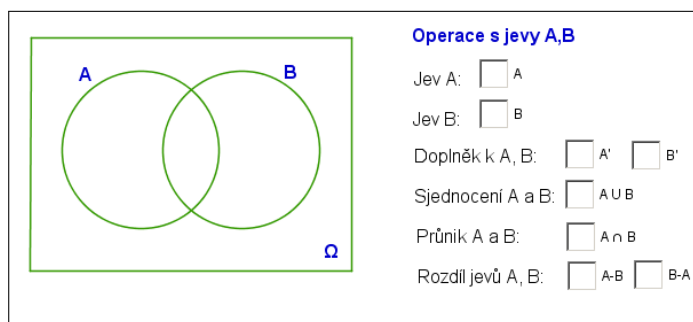 A
B
Ω
Operace s jevy A,B
Jev A: A
Jev B: B
Doplněk k A, B: A' B'
Sjednocení A a B: A U B
Průnik A a B: A ∩ B
Rozdíl jevů A, B: A-B B-A